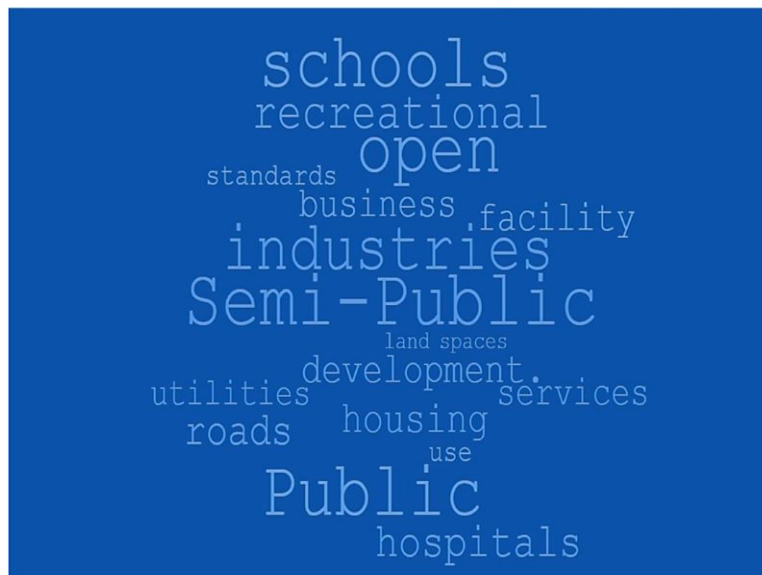 schools
recreational
open
standards
business
facility
industries
Semi-Public
land spaces
development.
utilities
services
housing
roads
use
Public
hospitals